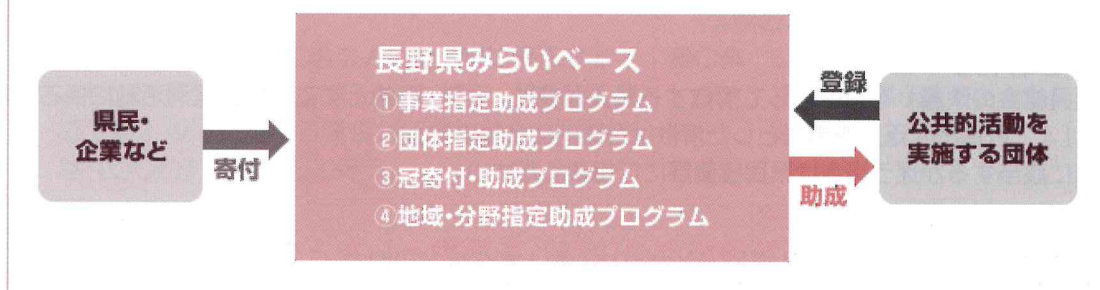 県民・
企業など
寄付
長野県みらいベース
①事業指定助成プログラム
②団体指定助成プログラム
③冠寄付・助成プログラム
④地域・分野指定助成プログラム
登録
助成
公共的活動を
実施する団体